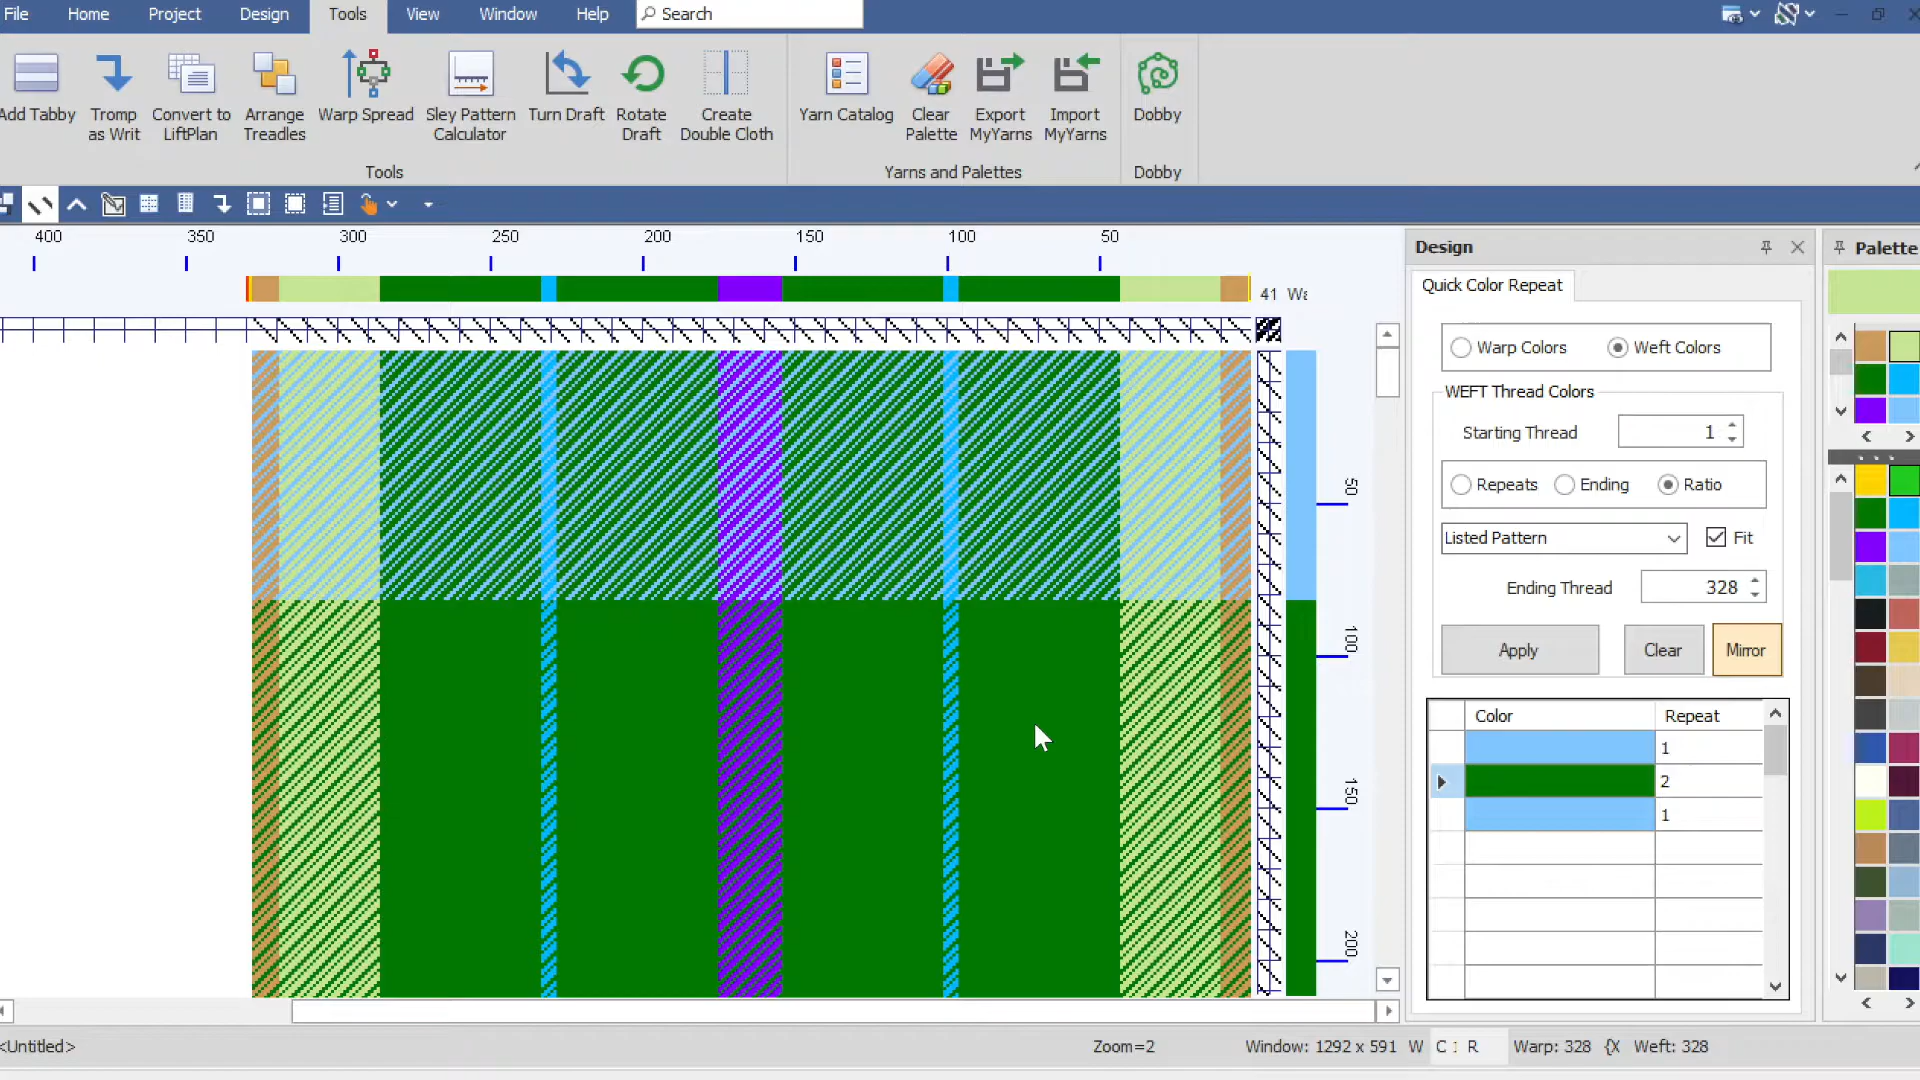 File Home Project Design Tools View Window Help Search
Add Tabby
Tromp as Writ
Convert to LiftPlan
Arrange Treadles
Warp Spread
Sley Pattern Calculator
Turn Draft
Rotate Draft
Create Double Cloth
Yarn Catalog
Clear Palette
Export MyYarns
Import MyYarns
Dobby
Tools
Yarns and Palettes
Dobby
400 350 300 250 200 150 100 50
41 Wa
50
100
150
200
Design
Quick Color Repeat
Warp Colors Weft Colors
WEFT Thread Colors
Starting Thread 1
Repeats Ending Ratio
Listed Pattern Fit
Ending Thread 328
Apply Clear Mirror
Color Repeat
1
2
1
Palette
<Untitled> Zoom=2 Window: 1292 x 591 W C 1 R Warp: 328 {X Weft: 328